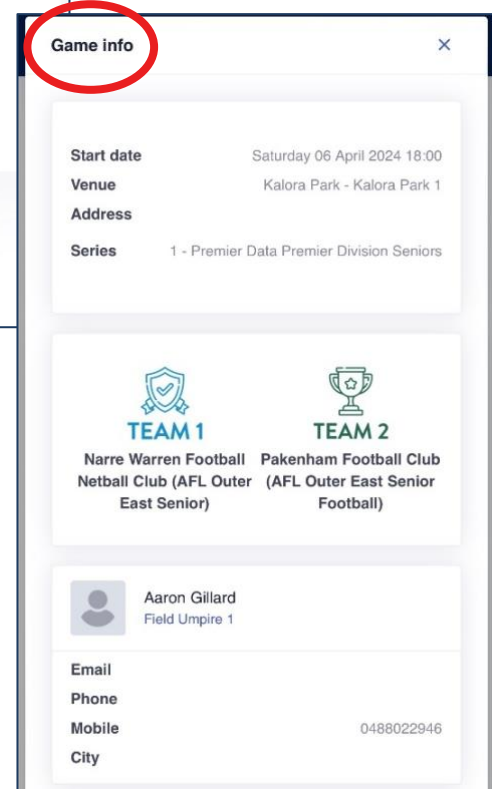 Game info ×
Start date Saturday 06 April 2024 18:00
Venue Kalora Park - Kalora Park 1
Address
Series 1 - Premier Data Premier Division Seniors
TEAM 1 TEAM 2
Narre Warren Football Pakenham Football Club
Netball Club (AFL Outer (AFL Outer East Senior
East Senior) Football)
Aaron Gillard
Field Umpire 1
Email
Phone
Mobile 0488022946
City